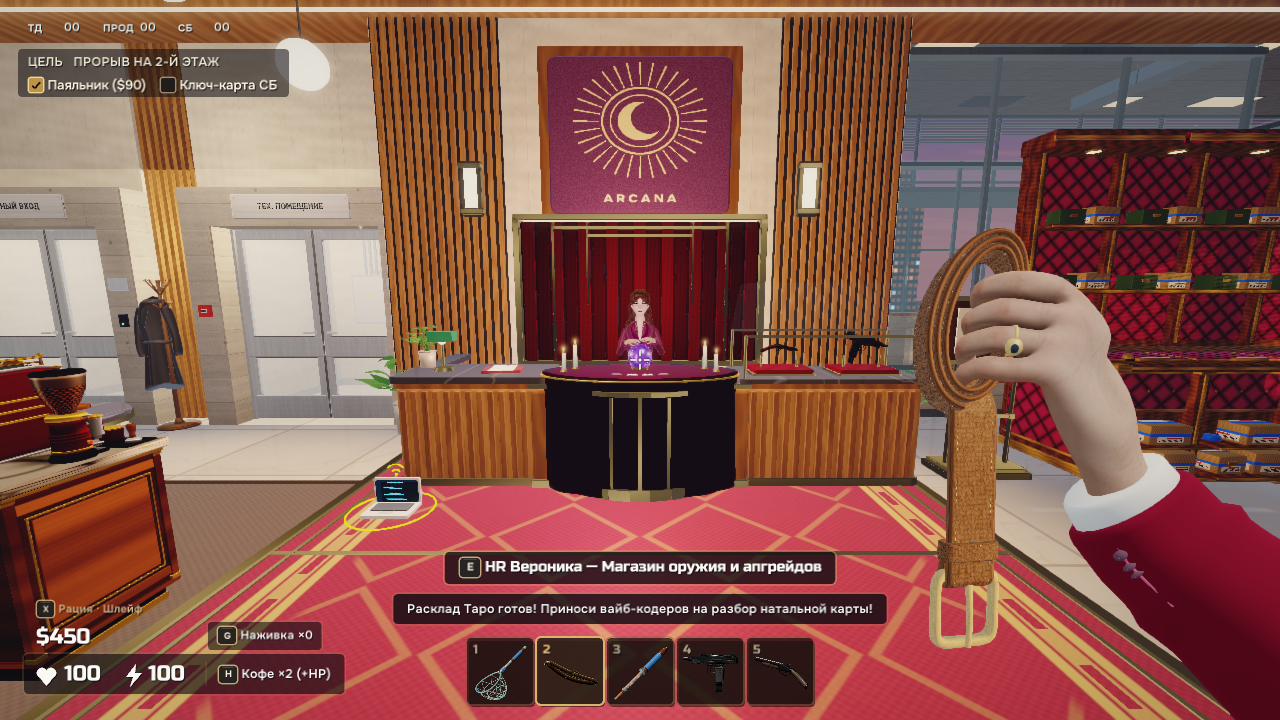 ТД 00 ПРОД 00 СБ 00
ЦЕЛЬ ПРОРЫВ НА 2-Й ЭТАЖ
Паяльник ($90) Ключ-карта СБ
ARCANA
НЫЙ ВХОД
ТЕХ. ПОМЕЩЕНИЕ
E HR Вероника — Магазин оружия и апгрейдов
Расклад Таро готов! Приноси вайб-кодеров на разбор натальной карты!
X Рация · Шлейф
$450
G Наживка ×0
100 100
H Кофе ×2 (+HP)
1 2 3 4 5